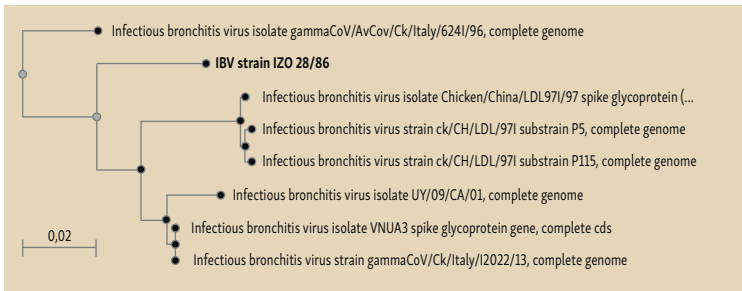 Infectious bronchitis virus isolate gammaCoV/AvCov/Ck/Italy/624I/96, complete genome
IBV strain IZO 28/86
Infectious bronchitis virus isolate Chicken/China/LDL97I/97 spike glycoprotein (...
Infectious bronchitis virus strain ck/CH/LDL/97I substrain P5, complete genome
Infectious bronchitis virus strain ck/CH/LDL/97I substrain P115, complete genome
Infectious bronchitis virus isolate UY/09/CA/01, complete genome
Infectious bronchitis virus isolate VNUA3 spike glycoprotein gene, complete cds
0,02
Infectious bronchitis virus strain gammaCoV/Ck/Italy/I2022/13, complete genome